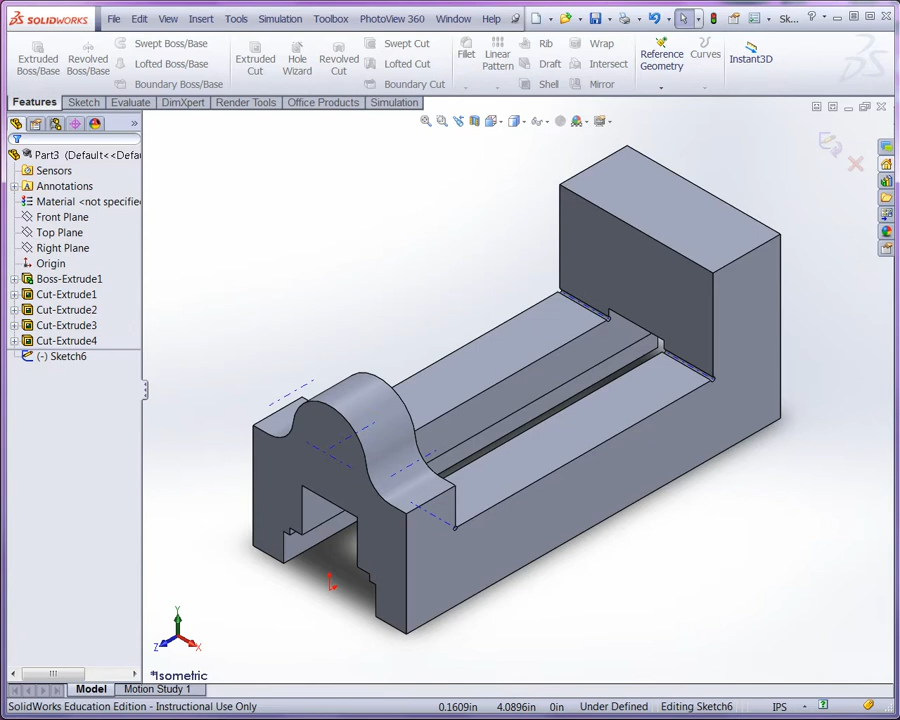 SOLIDWORKS File Edit View Insert Tools Simulation Toolbox PhotoView 360 Window Help Sk... ?
Extruded Boss/Base
Revolved Boss/Base
Swept Boss/Base
Lofted Boss/Base
Boundary Boss/Base
Extruded Cut
Hole Wizard
Revolved Cut
Swept Cut
Lofted Cut
Boundary Cut
Fillet
Linear Pattern
Rib
Draft
Shell
Wrap
Intersect
Mirror
Reference Geometry
Curves
Instant3D
Features Sketch Evaluate DimXpert Render Tools Office Products Simulation
»
Part3 (Default<<Defau
Sensors
Annotations
Material <not specifie
Front Plane
Top Plane
Right Plane
Origin
Boss-Extrude1
Cut-Extrude1
Cut-Extrude2
Cut-Extrude3
Cut-Extrude4
(-) Sketch6
Y
Z X
*Isometric
Model Motion Study 1
SolidWorks Education Edition - Instructional Use Only 0.1609in 4.0896in 0in Under Defined Editing Sketch6 IPS ?